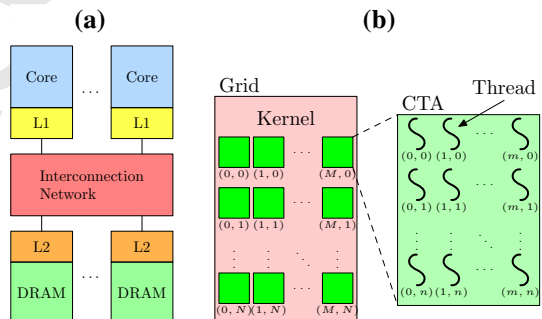 (a)
Core ... Core
L1 L1
Interconnection
Network
L2 L2
DRAM ... DRAM
(b)
Grid
Kernel
(0, 0) (1, 0) ... (M, 0)
(0, 1) (1, 1) (M, 1)
(0, N) (1, N) (M, N)
Thread
CTA
(0, 0) (1, 0) ... (m, 0)
(0, 1) (1, 1) (m, 1)
(0, n) (1, n) ... (m, n)